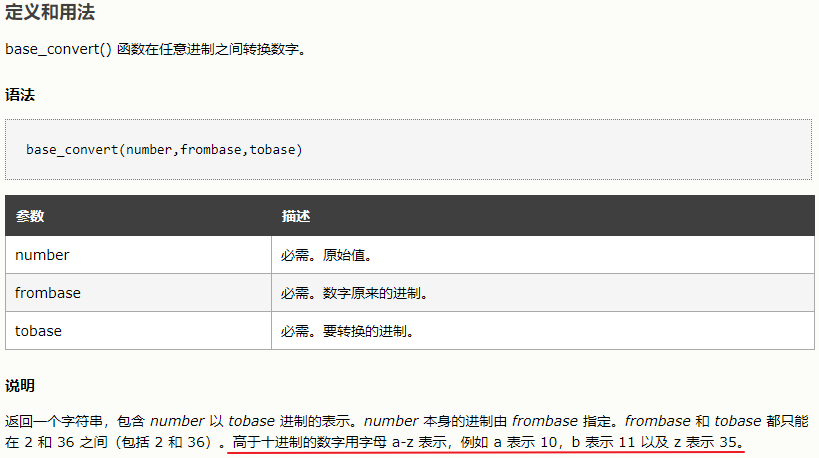 定义和用法
base_convert() 函数在任意进制之间转换数字。
语法
base_convert(number,frombase,tobase)
参数 描述
number 必需。原始值。
frombase 必需。数字原来的进制。
tobase 必需。要转换的进制。
说明
返回一个字符串，包含 number 以 tobase 进制的表示。number 本身的进制由 frombase 指定。frombase 和 tobase 都只能
在 2 和 36 之间（包括 2 和 36）。高于十进制的数字用字母 a-z 表示，例如 a 表示 10，b 表示 11 以及 z 表示 35。